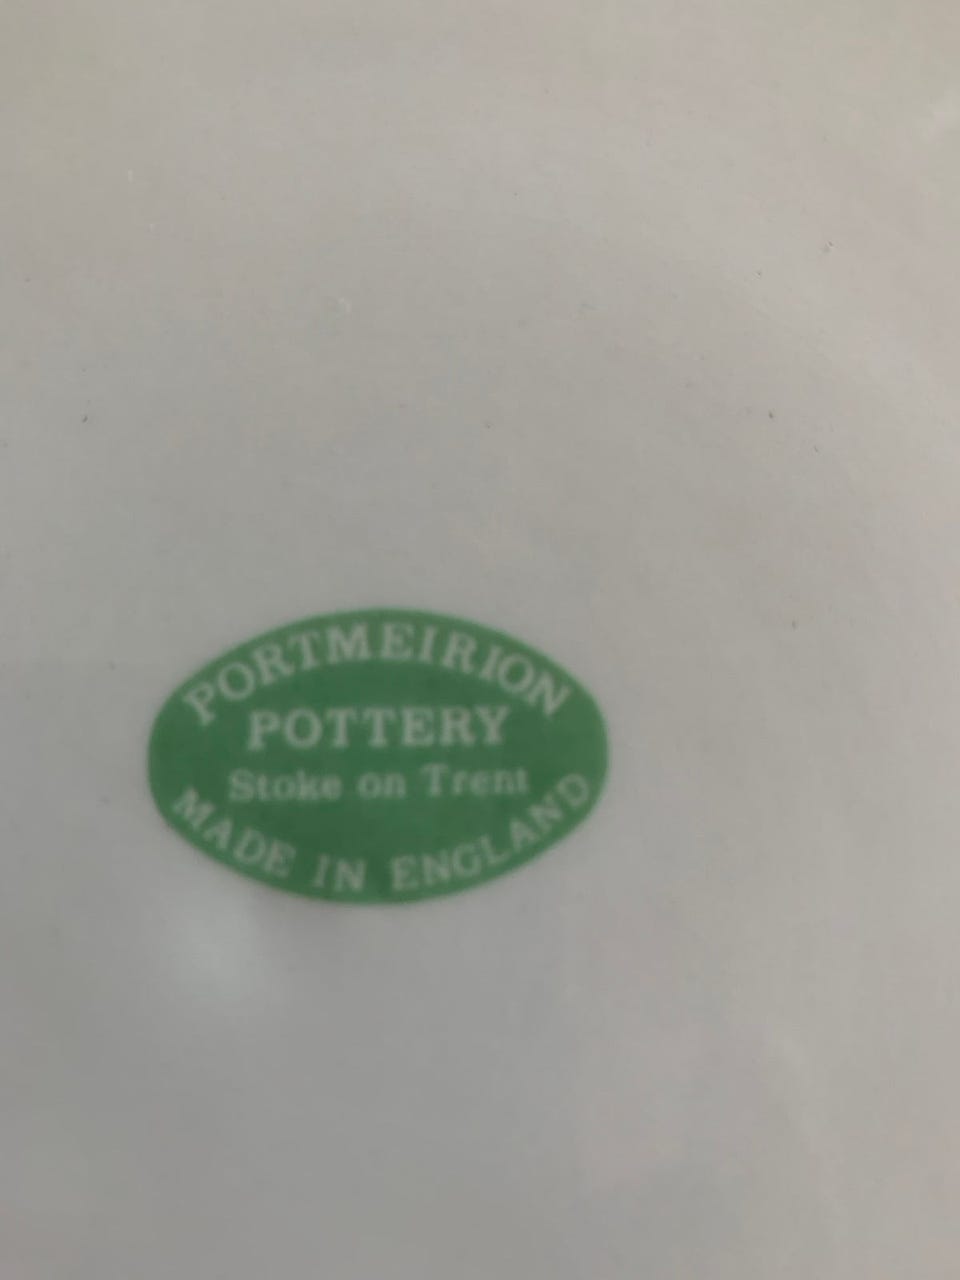 PORTMEIRION
POTTERY
Stoke on Trent
MADE IN ENGLAND